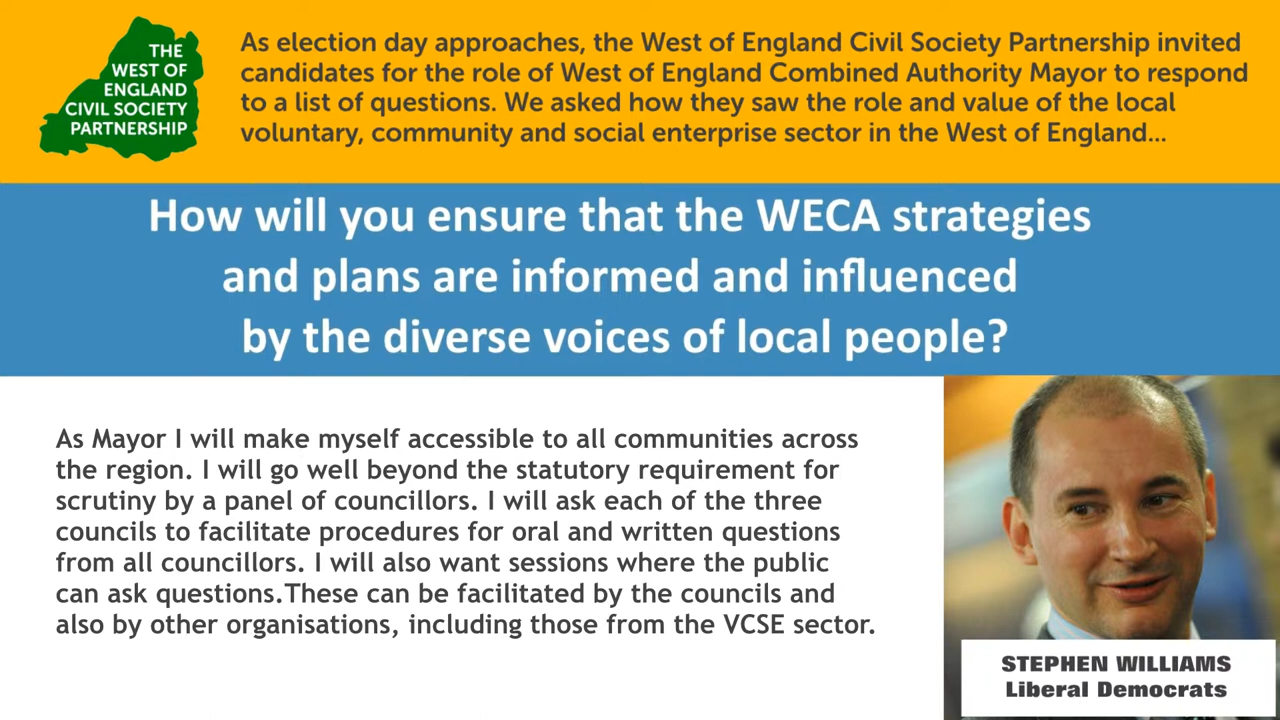 THE
WEST OF
ENGLAND
CIVIL SOCIETY
PARTNERSHIP
As election day approaches, the West of England Civil Society Partnership invited
candidates for the role of West of England Combined Authority Mayor to respond
to a list of questions. We asked how they saw the role and value of the local
voluntary, community and social enterprise sector in the West of England...
How will you ensure that the WECA strategies
and plans are informed and influenced
by the diverse voices of local people?
As Mayor I will make myself accessible to all communities across
the region. I will go well beyond the statutory requirement for
scrutiny by a panel of councillors. I will ask each of the three
councils to facilitate procedures for oral and written questions
from all councillors. I will also want sessions where the public
can ask questions.These can be facilitated by the councils and
also by other organisations, including those from the VCSE sector.
STEPHEN WILLIAMS
Liberal Democrats